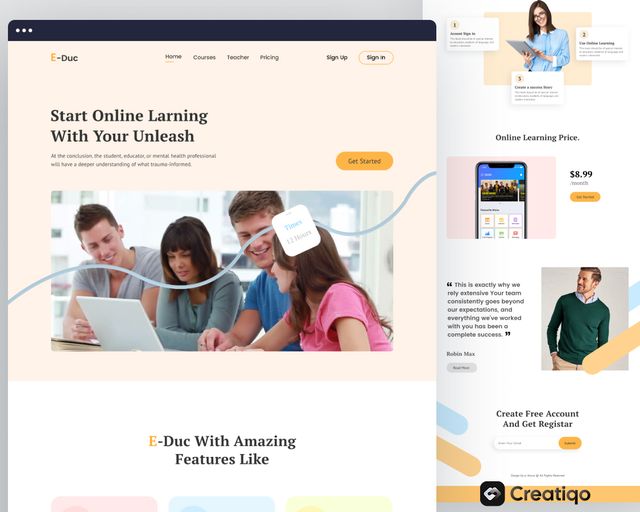 E-Duc
Home Courses Teacher Pricing Sign Up Sign In
Start Online Larning
With Your Unleash
At the conclusion, the student, educator, or mental health professional
will have a deeper understanding of what trauma-informed.
Get Started
Times
12 Hours
E-Duc With Amazing
Features Like
1
Account Sign in
2
Use Online Learning
3
Create a success Story
Online Learning Price.
$8.99
/month
Get Started
“ This is exactly why we
rely extensive Your team
consistently goes beyond
our expectations, and
everything we've worked
with you has been a
complete success. ”
Robin Max
Read More
Create Free Account
And Get Registar
Enter Your Email
Submit
Creatiqo